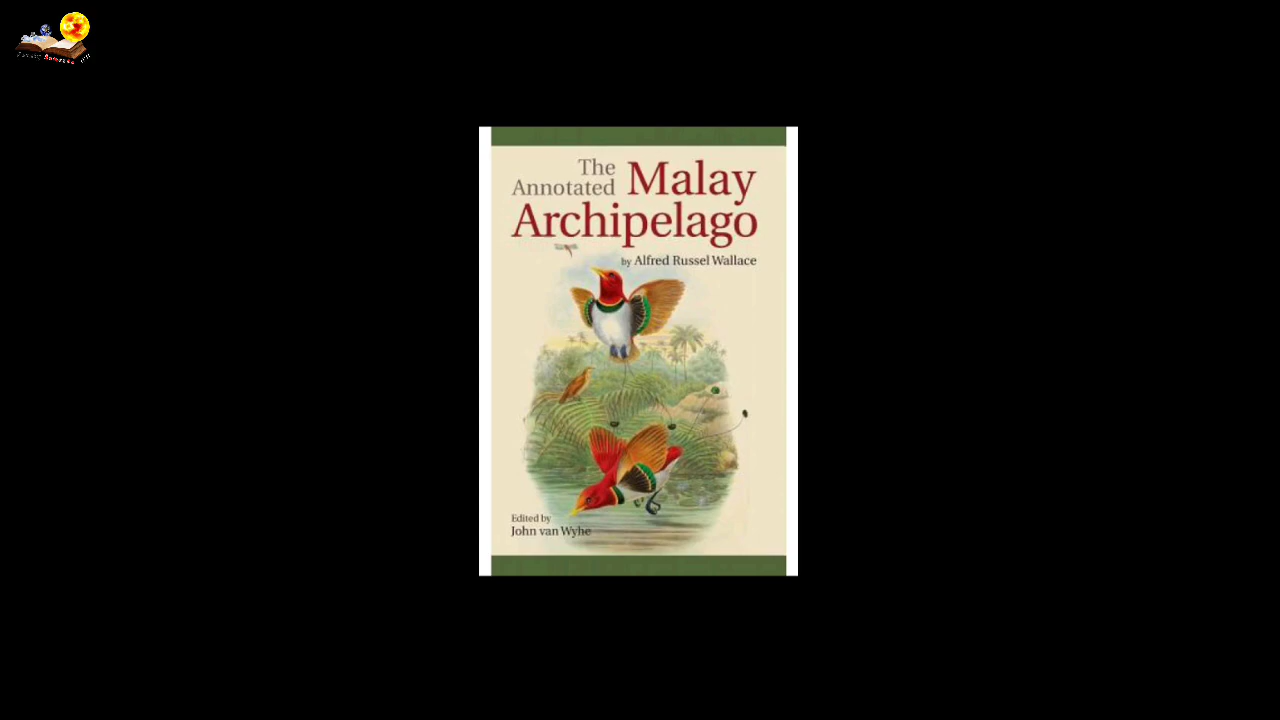 The
Annotated
Malay
Archipelago
by Alfred Russel Wallace
Edited by
John van Wyhe